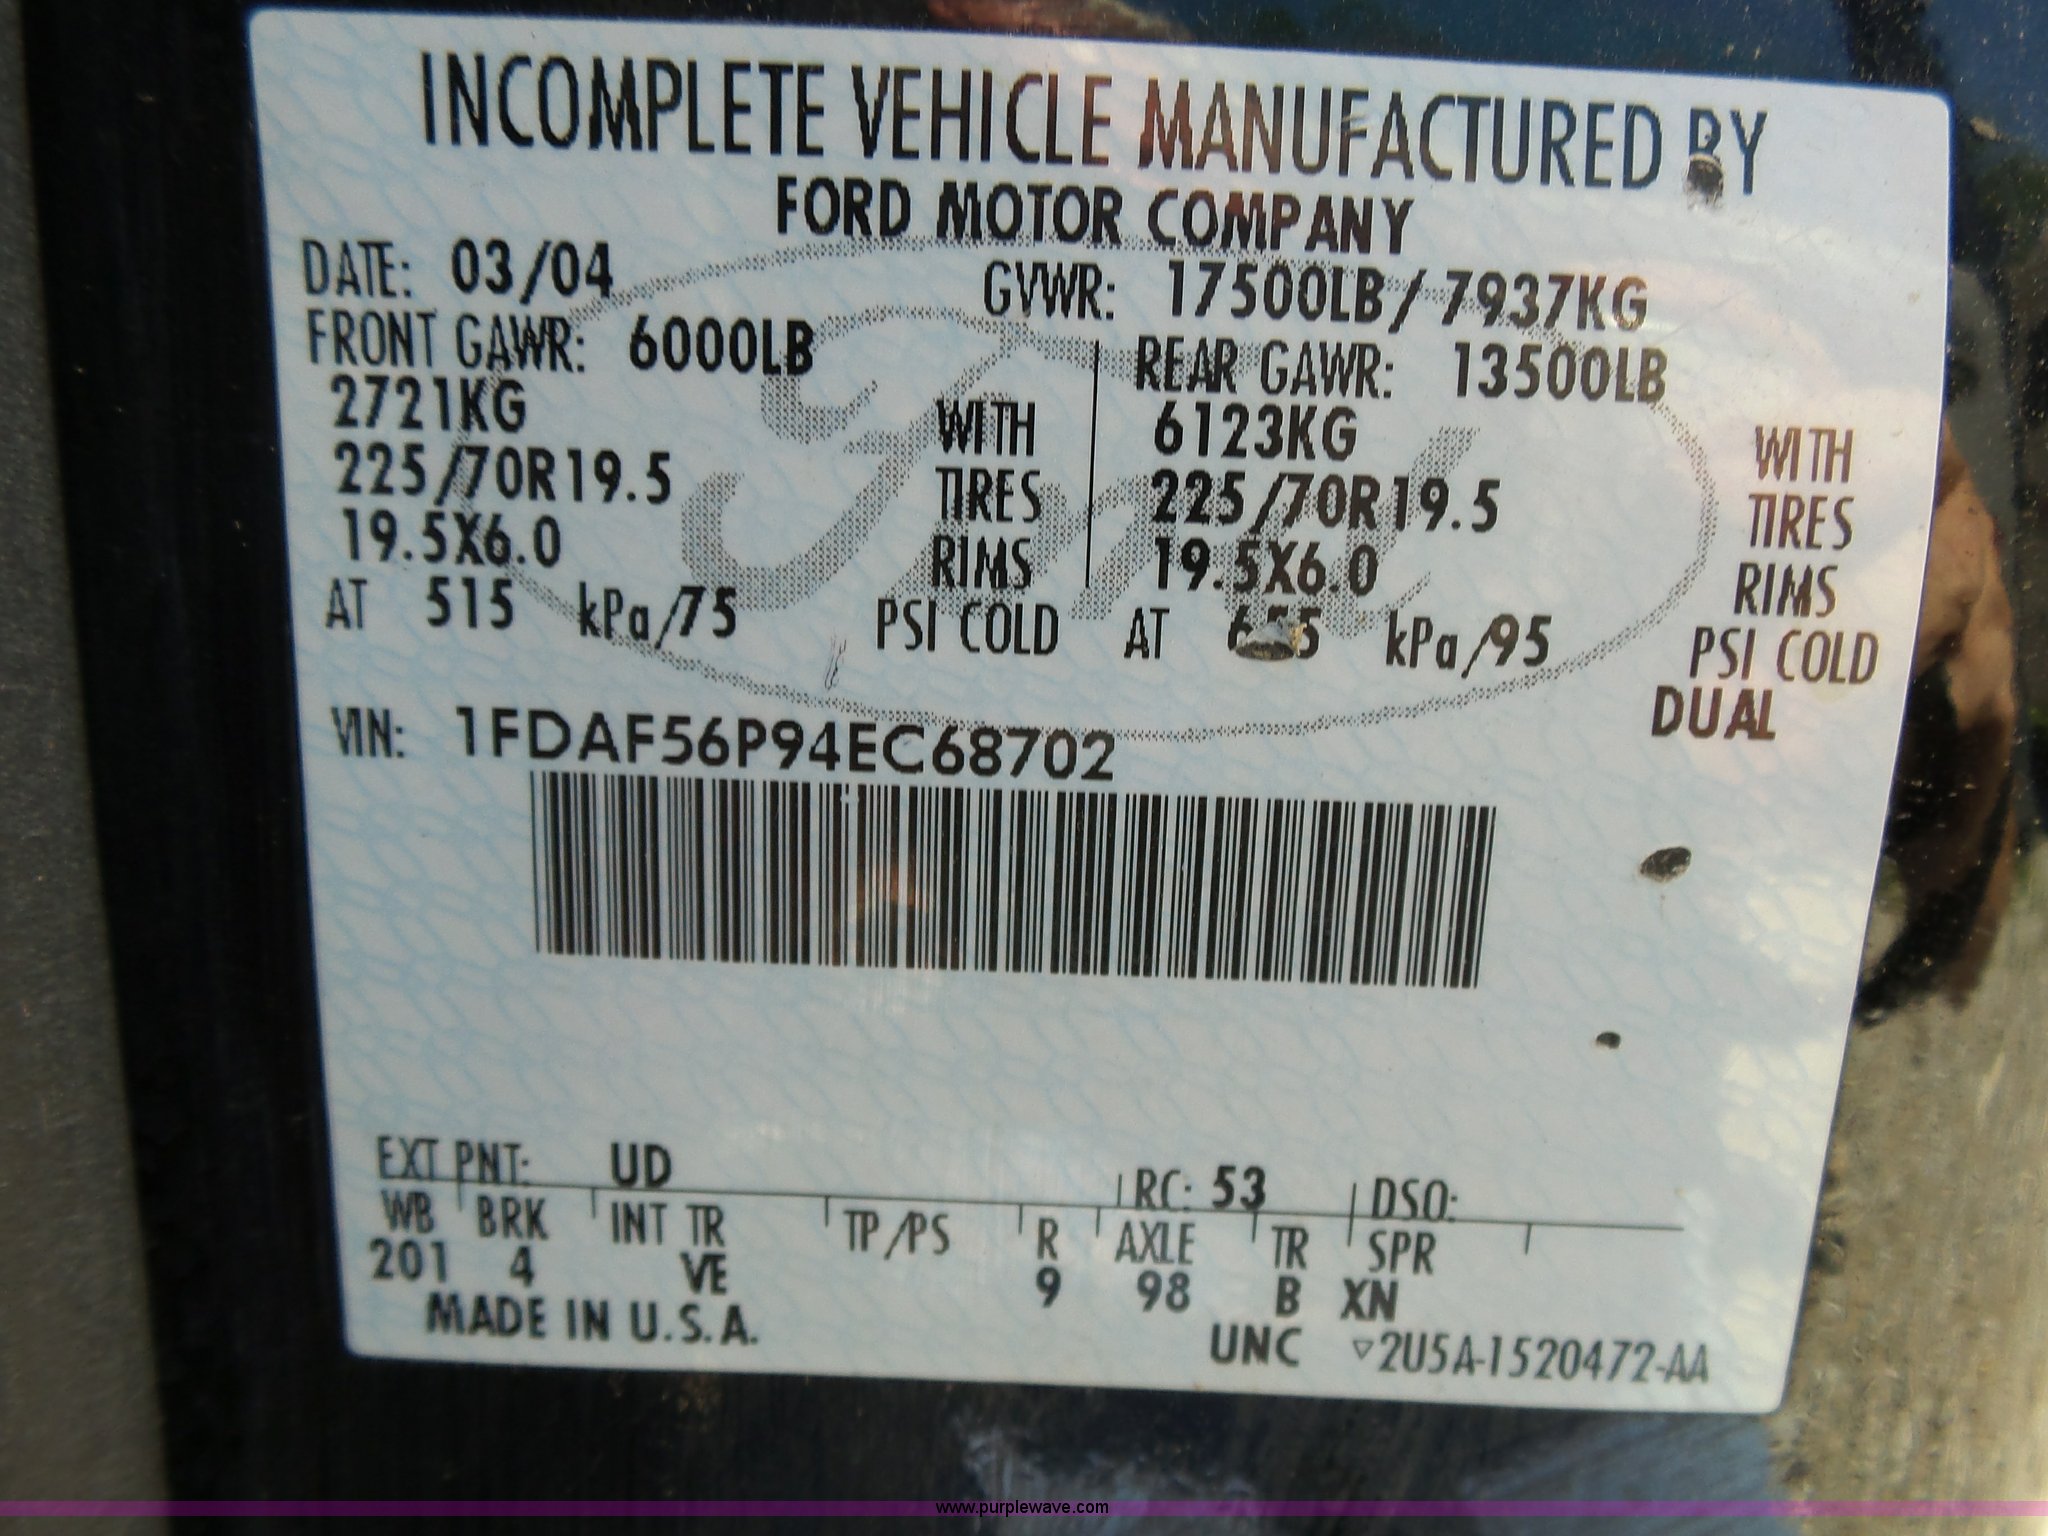 INCOMPLETE VEHICLE MANUFACTURED BY
FORD MOTOR COMPANY
DATE: 03/04 GVWR: 17500LB/7937KG
FRONT GAWR: 6000LB REAR GAWR: 13500LB
2721KG WITH 6123KG WITH
225/70R19.5 TIRES 225/70R19.5 TIRES
19.5X6.0 RIMS 19.5X6.0 RIMS
AT 515 kPa/75 PSI COLD AT 655 kPa/95 PSI COLD
DUAL
VIN: 1FDAF56P94EC68702
Ford
EXT PNT: UD RC: 53 DSO:
WB BRK INT TR TP/PS R AXLE TR SPR
201 4 VE 9 98 B XN
MADE IN U.S.A.
UNC ▽2U5A-1520472-AA
www.purplewave.com